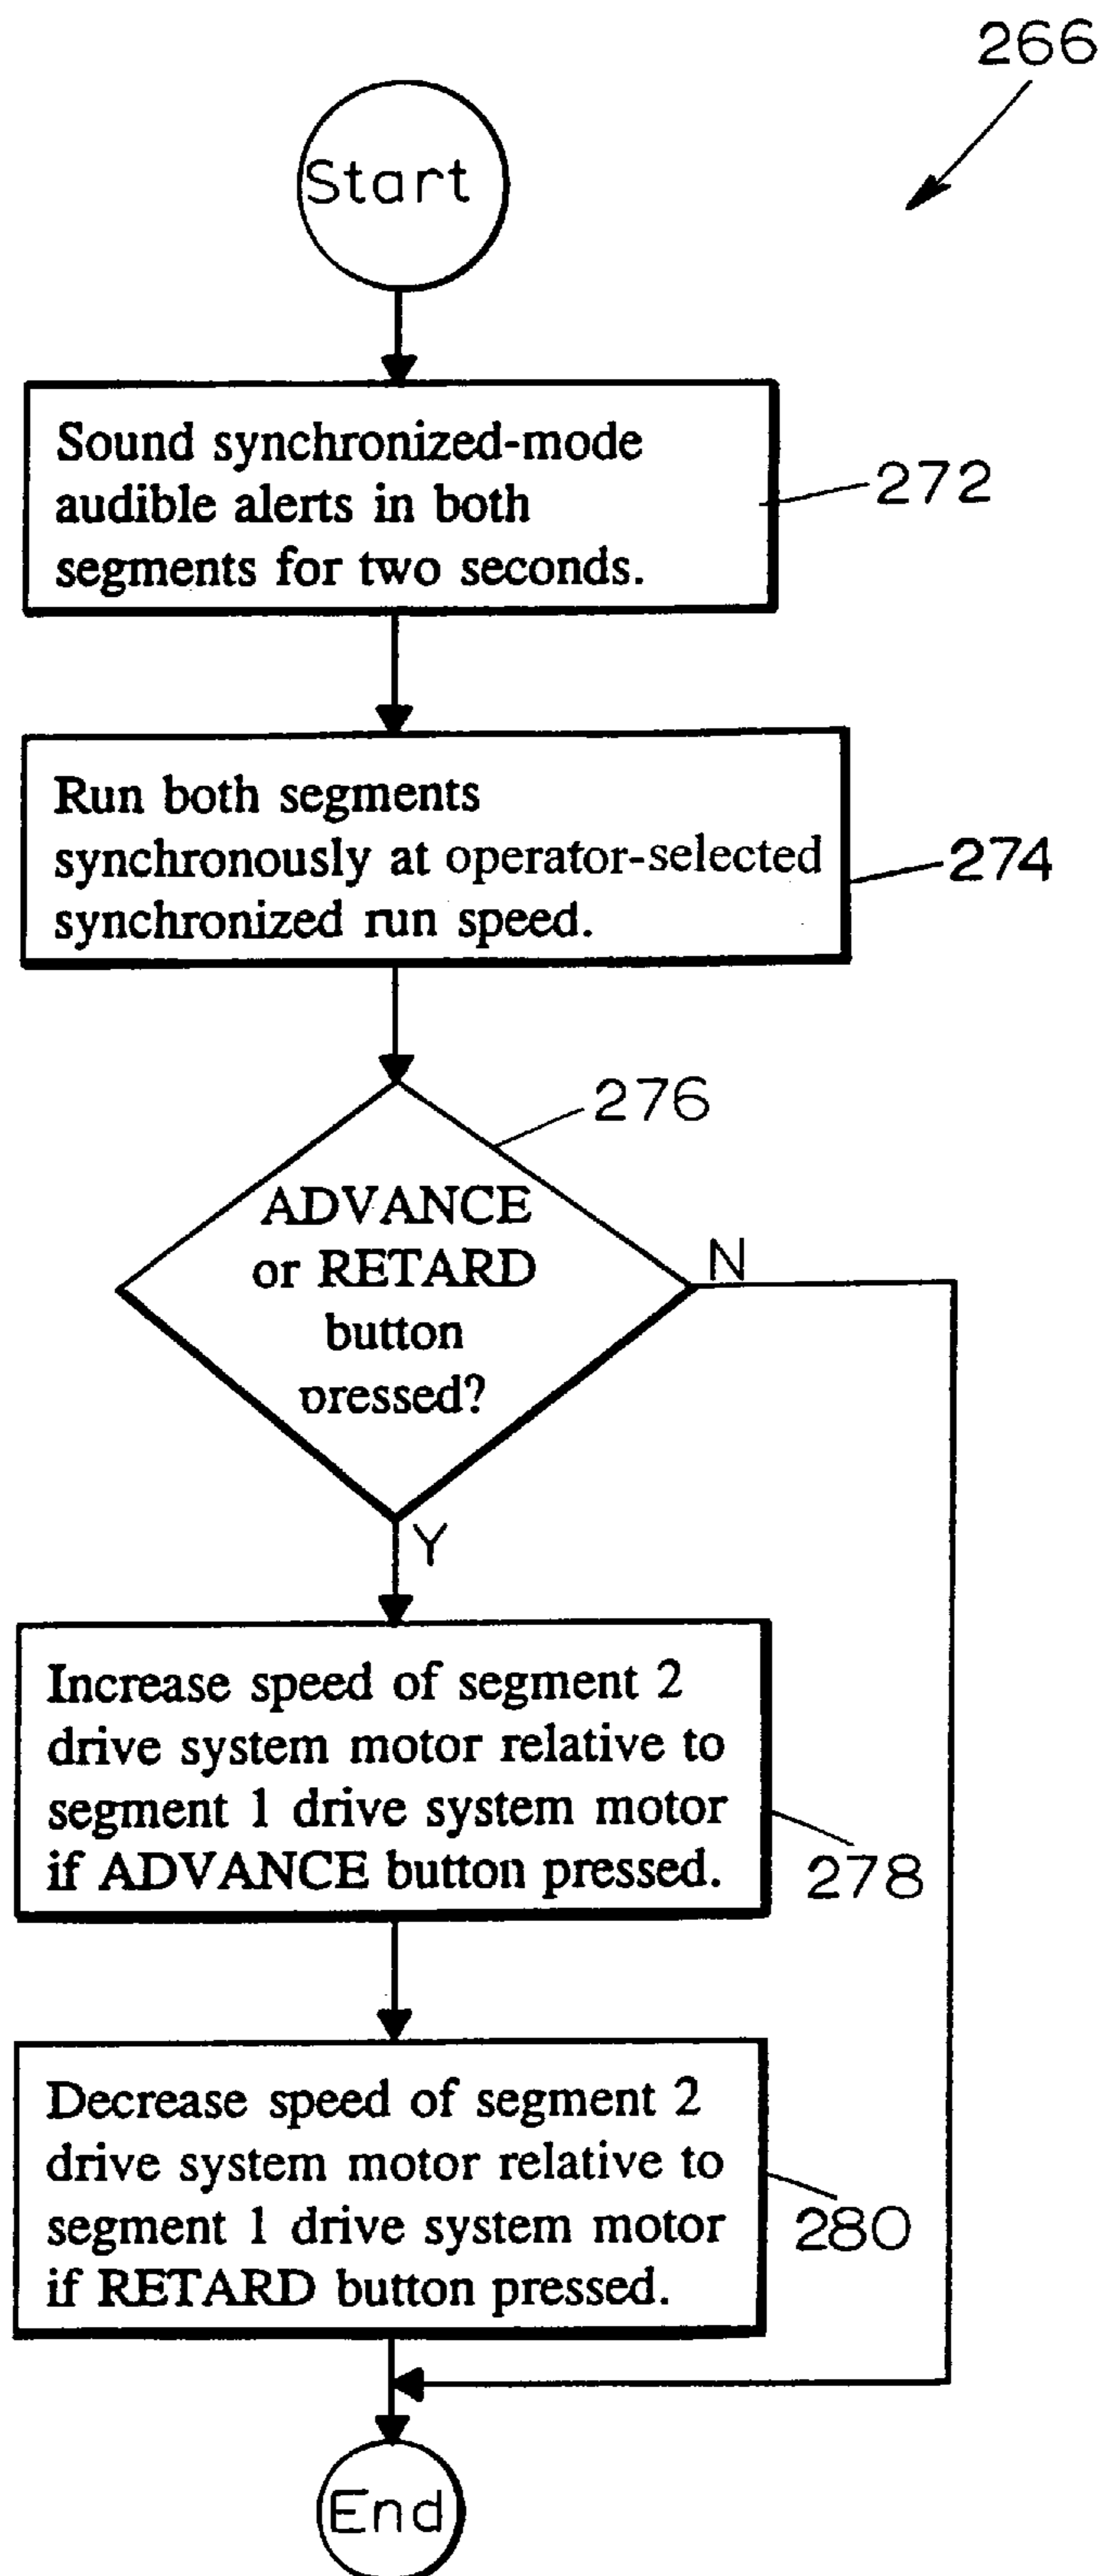 266
Start
Sound synchronized-mode
audible alerts in both
segments for two seconds.
272
Run both segments
synchronously at operator-selected
synchronized run speed.
274
276
ADVANCE
or RETARD
button
pressed?
N
Y
Increase speed of segment 2
drive system motor relative to
segment 1 drive system motor
if ADVANCE button pressed.
278
Decrease speed of segment 2
drive system motor relative to
segment 1 drive system motor
if RETARD button pressed.
280
End